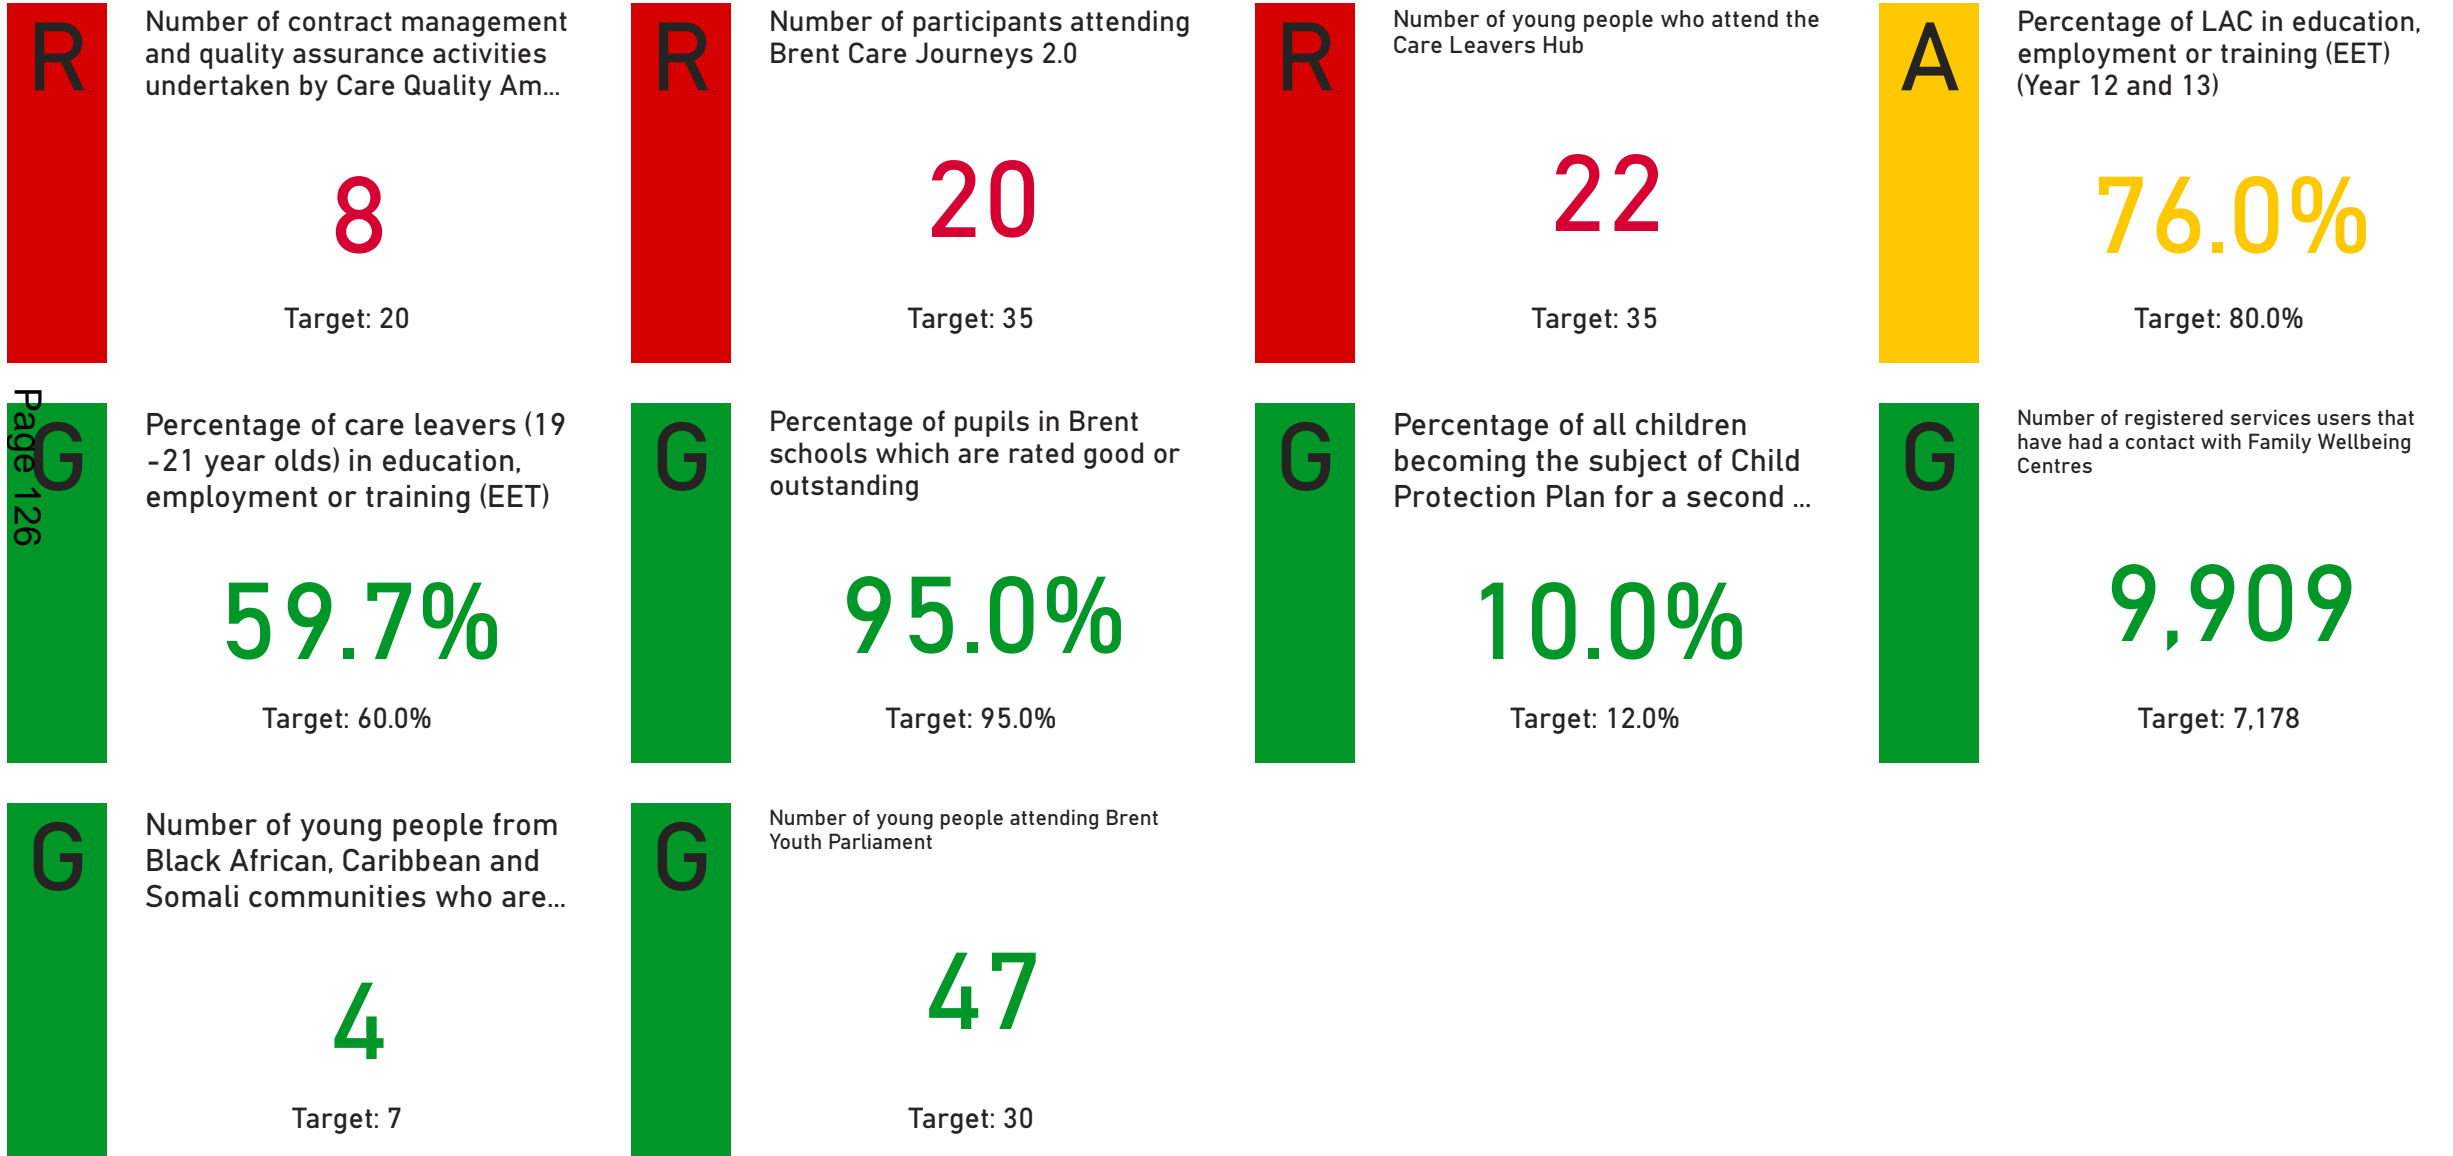 R
Number of contract management
and quality assurance activities
undertaken by Care Quality Am...
8
Target: 20
R
Number of participants attending
Brent Care Journeys 2.0
20
Target: 35
R
Number of young people who attend the
Care Leavers Hub
22
Target: 35
A
Percentage of LAC in education,
employment or training (EET)
(Year 12 and 13)
76.0%
Target: 80.0%
Page 126
G
Percentage of care leavers (19
-21 year olds) in education,
employment or training (EET)
59.7%
Target: 60.0%
G
Percentage of pupils in Brent
schools which are rated good or
outstanding
95.0%
Target: 95.0%
G
Percentage of all children
becoming the subject of Child
Protection Plan for a second ...
10.0%
Target: 12.0%
G
Number of registered services users that
have had a contact with Family Wellbeing
Centres
9,909
Target: 7,178
G
Number of young people from
Black African, Caribbean and
Somali communities who are...
4
Target: 7
G
Number of young people attending Brent
Youth Parliament
47
Target: 30